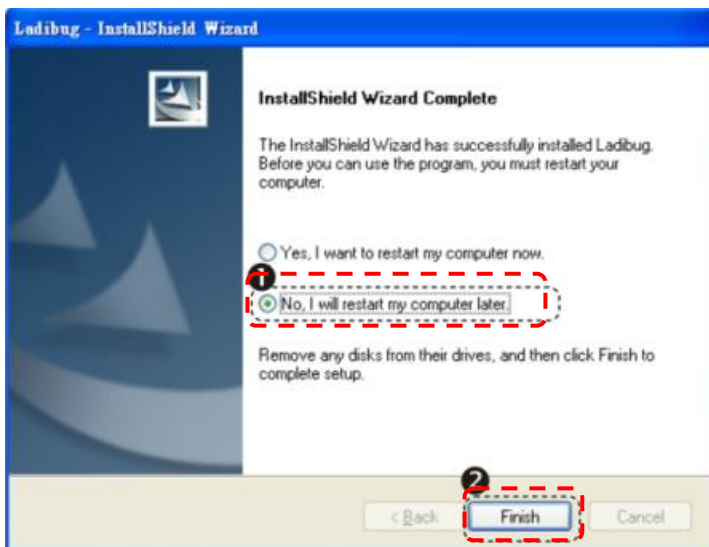 Ladibug - InstallShield Wizard
InstallShield Wizard Complete
The InstallShield Wizard has successfully installed Ladibug.
Before you can use the program, you must restart your
computer.
Yes, I want to restart my computer now.
1
No, I will restart my computer later.
Remove any disks from their drives, and then click Finish to
complete setup.
2
< Back
Finish
Cancel